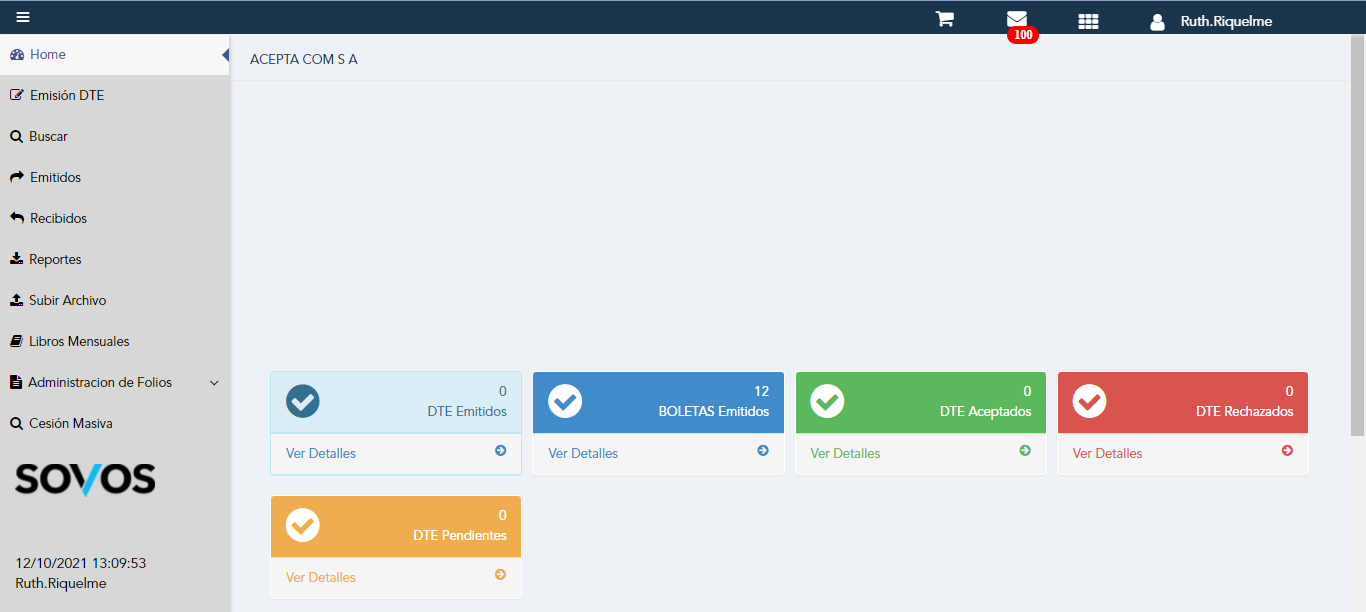 100
Ruth.Riquelme
Home
Emisión DTE
Buscar
Emitidos
Recibidos
Reportes
Subir Archivo
Libros Mensuales
Administracion de Folios
Cesión Masiva
SOVOS
12/10/2021 13:09:53
Ruth.Riquelme
ACEPTA COM S A
0
DTE Emitidos
Ver Detalles
12
BOLETAS Emitidos
Ver Detalles
0
DTE Aceptados
Ver Detalles
0
DTE Rechazados
Ver Detalles
0
DTE Pendientes
Ver Detalles